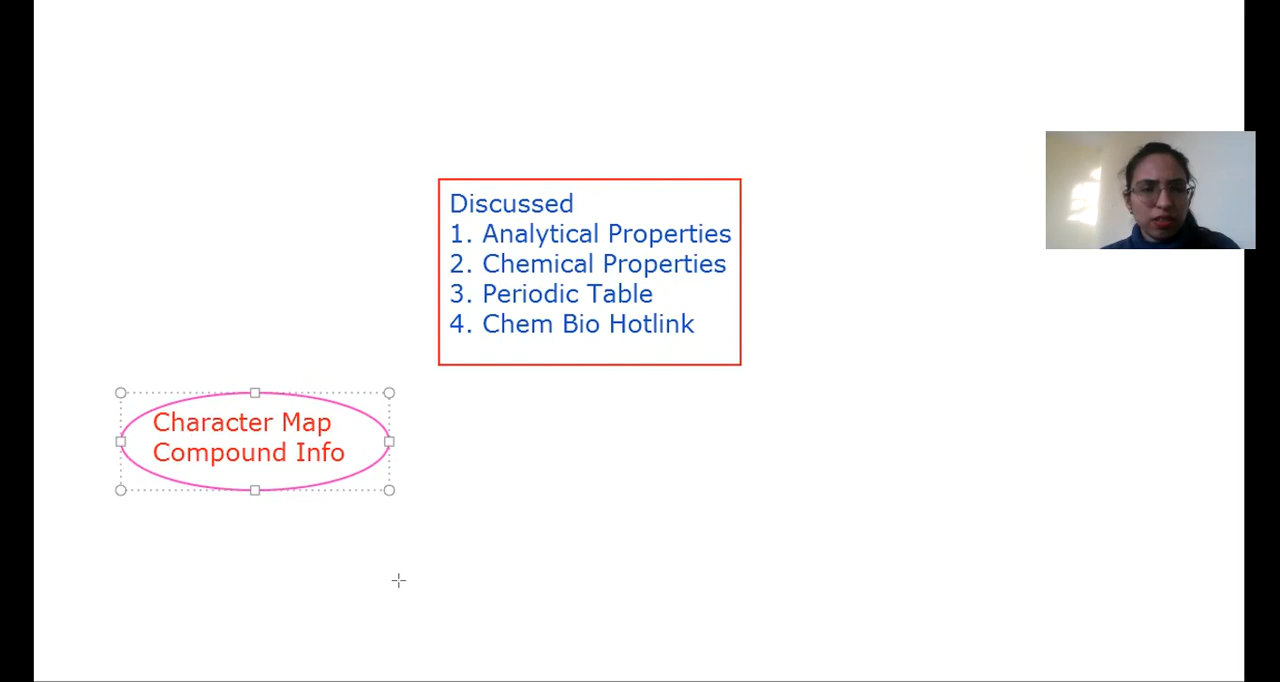 Discussed
1. Analytical Properties
2. Chemical Properties
3. Periodic Table
4. Chem Bio Hotlink
Character Map
Compound Info